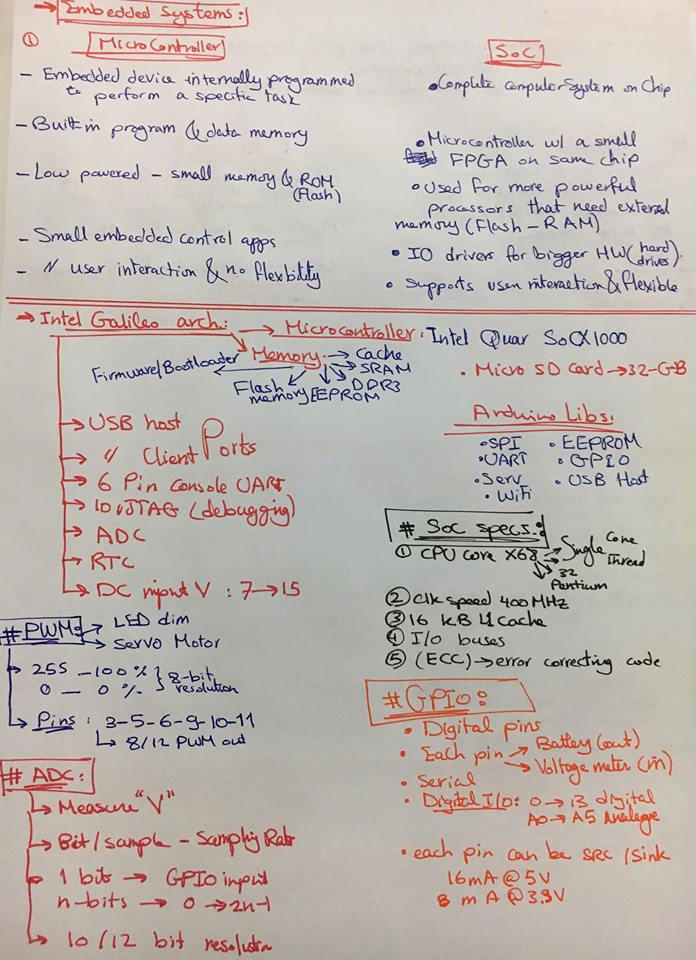 → Embedded Systems:
① MicroController
- Embedded device internally programmed
to perform a specific task
- Built in program & data memory
- Low powered - small memory & ROM
(Flash)
- Small embedded control apps
- // user interaction & no flexbility
SoC
• Complete computer System on Chip
• Microcontroller w/ a small
FPGA on same chip
• Used for more powerful
processors that need external
memory (Flash - RAM)
• IO drivers for bigger HW (hard
drives)
• Supports user interaction & flexible
→ Intel Galileo arch: → Microcontroller: Intel Quar SoC X1000
Memory → Cache
→ SRAM
DDR3
EEPROM
Flash
memory
Firmware/Bootloader
• Micro SD Card → 32-GB
→ USB host
→ // Client Ports
→ 6 Pin console UART
→ 10 JTAG (debugging)
→ ADC
→ RTC
→ DC input V : 7 → 15
Arduino Libs.
• SPI • EEPROM
• UART • GPIO
• Serv • USB Host
• WiFi
# SoC specs:
① CPU core X68 → Single Core
Thread
32
Pentium
② Clk speed 400 MHz
③ 16 KB L1 cache
④ I/O buses
⑤ (ECC) → error correcting code
# PWM: → LED dim
→ servo Motor
→ 255 - 100 % } 8-bit
0 - 0 % } resolution
→ Pins : 3-5-6-9-10-11
↳ 8/12 PWM out
# ADC:
→ Measure "V"
→ Bit / sample - Sampling Rate
→ 1 bit → GPIO input
n-bits → 0 → 2n-1
→ 10/12 bit resolution
# GPIO:
• Digital pins
• Each pin → Battery (out)
→ Voltage meter (in)
• Serial
• Digital I/O: 0 → 13 digital
A0 → A5 Analogre
• each pin can be SRC / Sink
16mA @ 5V
8 mA @ 3.3V